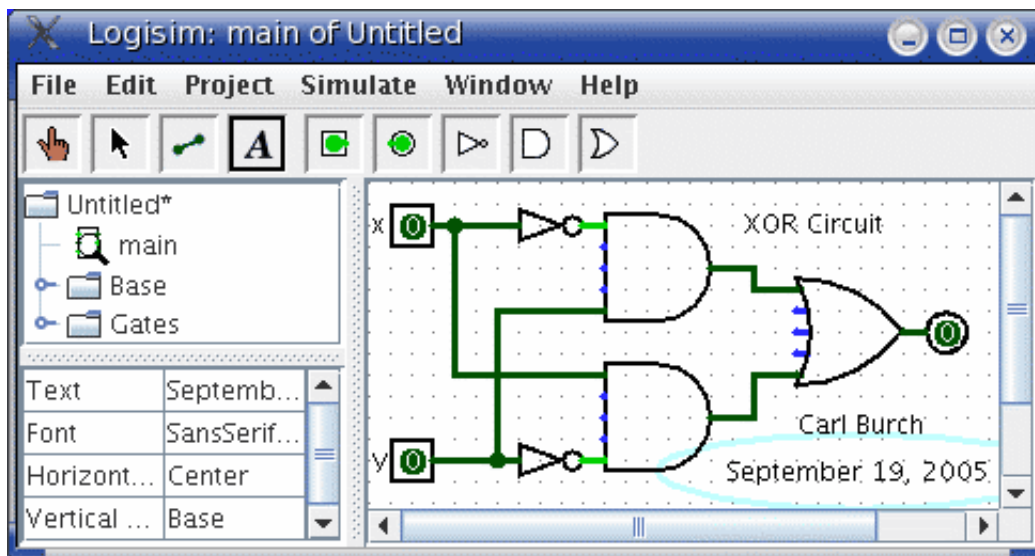 Logisim: main of Untitled
File Edit Project Simulate Window Help
A
Untitled*
main
Base
Gates
Text Septemb...
Font SansSerif...
Horizont... Center
Vertical ... Base
x 0
XOR Circuit
0
y 0
Carl Burch
September 19, 2005